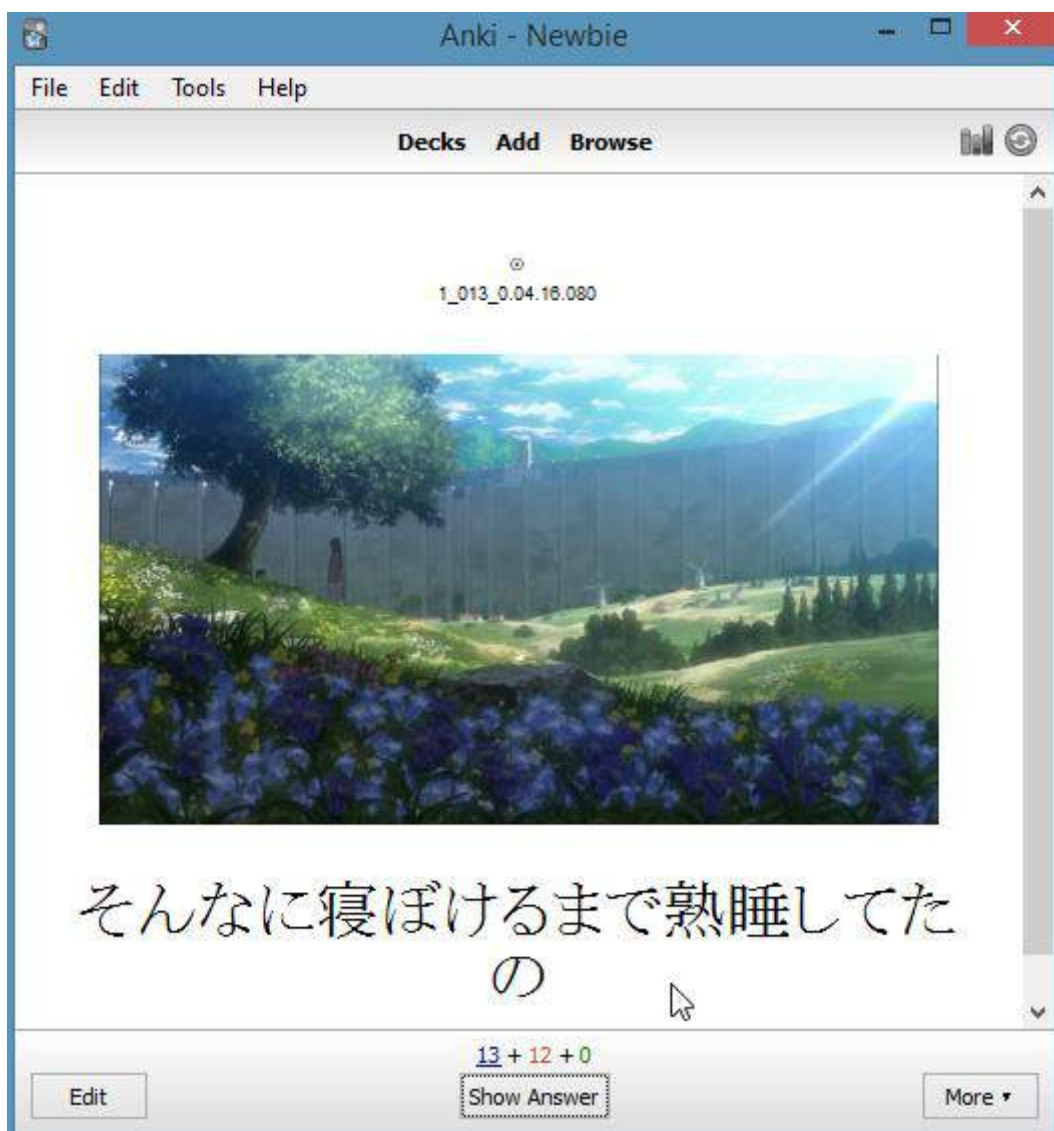 Anki - Newbie
File Edit Tools Help
Decks Add Browse
1_013_0.04.16.080
そんなに寝ぼけるまで熟睡してた
の
13 + 12 + 0
Edit
Show Answer
More ▾